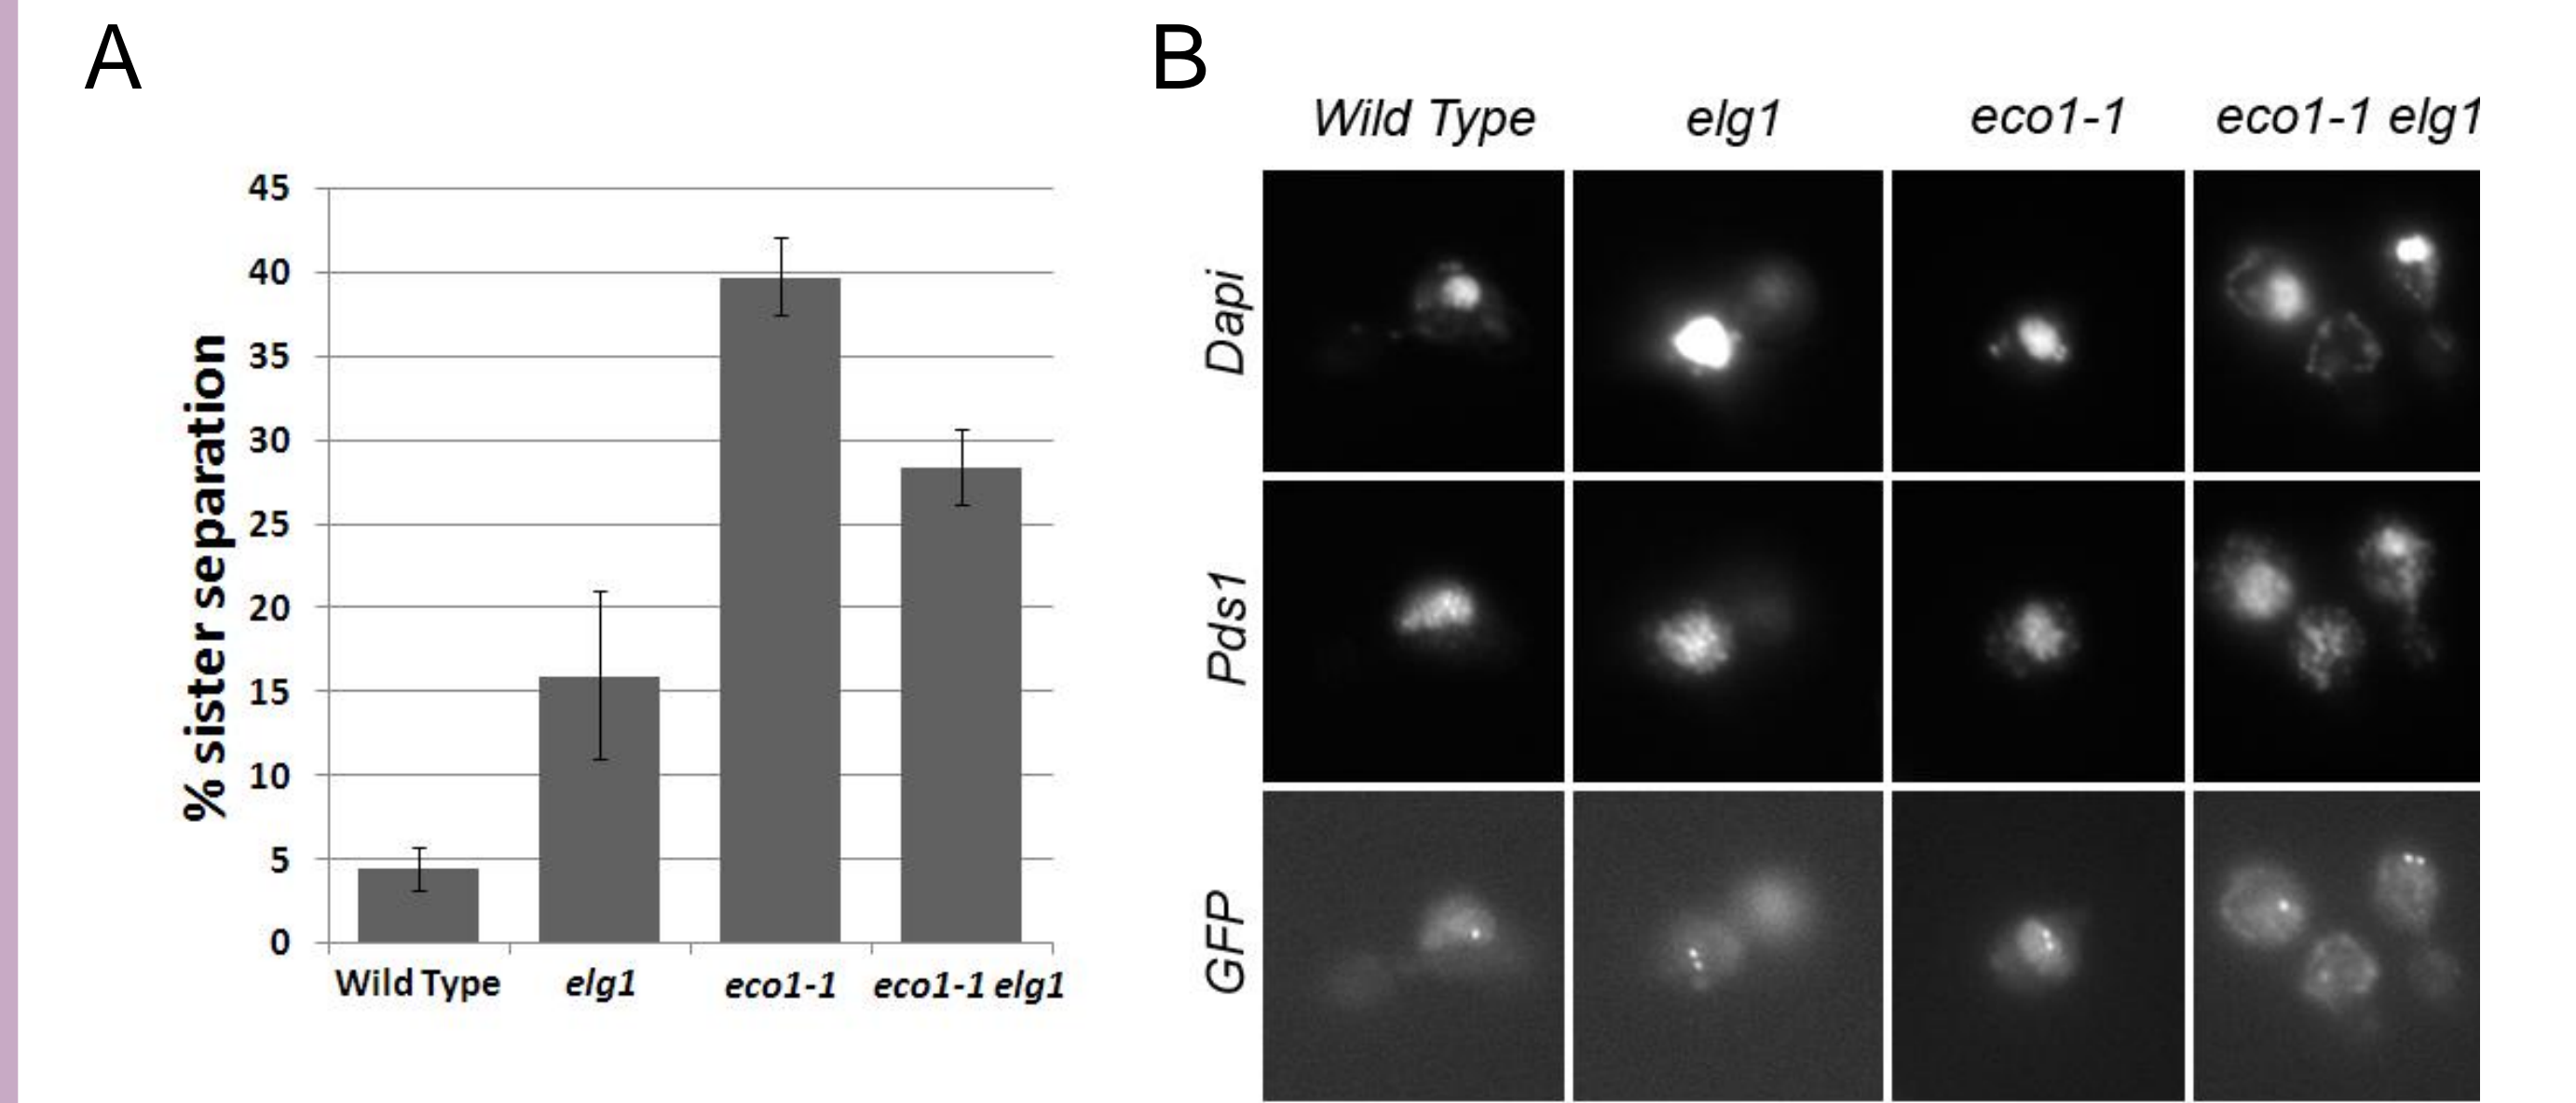 A
B
% sister separation
45
40
35
30
25
20
15
10
5
0
Wild Type elg1 eco1-1 eco1-1 elg1
Wild Type elg1 eco1-1 eco1-1 elg1
Dapi
Pds1
GFP